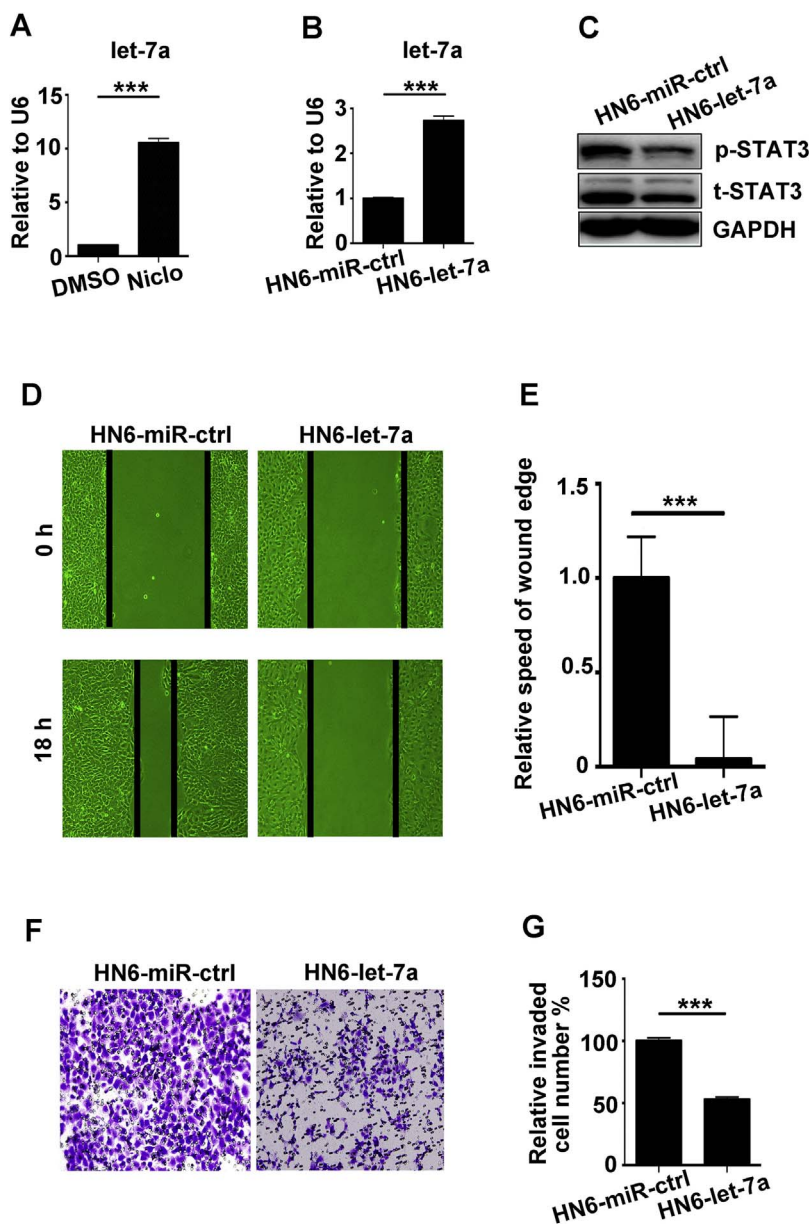 A
let-7a
***
Relative to U6
15
10
5
0
DMSO
Niclo
B
let-7a
***
Relative to U6
3
2
1
0
HN6-miR-ctrl
HN6-let-7a
C
HN6-miR-ctrl
HN6-let-7a
p-STAT3
t-STAT3
GAPDH
D
HN6-miR-ctrl
HN6-let-7a
0 h
18 h
E
***
Relative speed of wound edge
1.5
1.0
0.5
0
HN6-miR-ctrl
HN6-let-7a
F
HN6-miR-ctrl
HN6-let-7a
G
***
Relative invaded
cell number %
150
100
50
0
HN6-miR-ctrl
HN6-let-7a